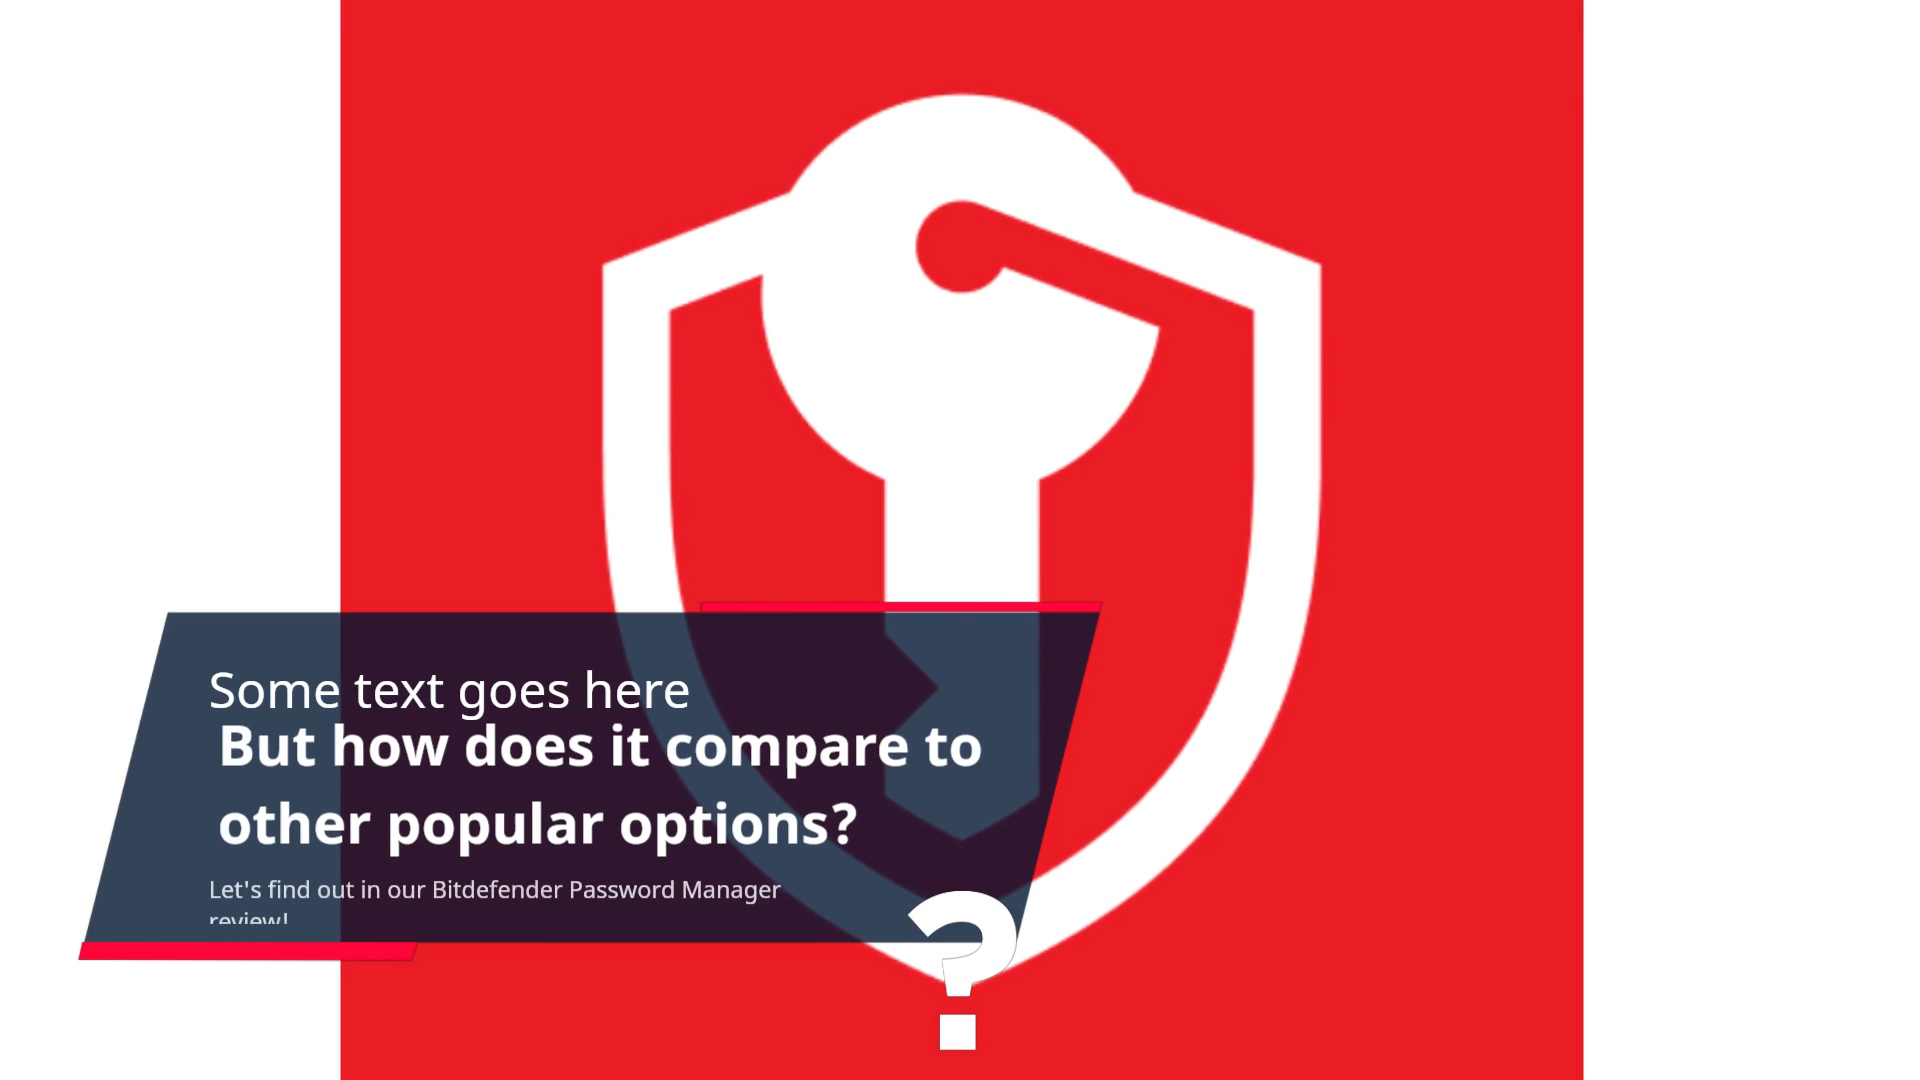 Some text goes here
But how does it compare to
other popular options?
Let's find out in our Bitdefender Password Manager
review!
?